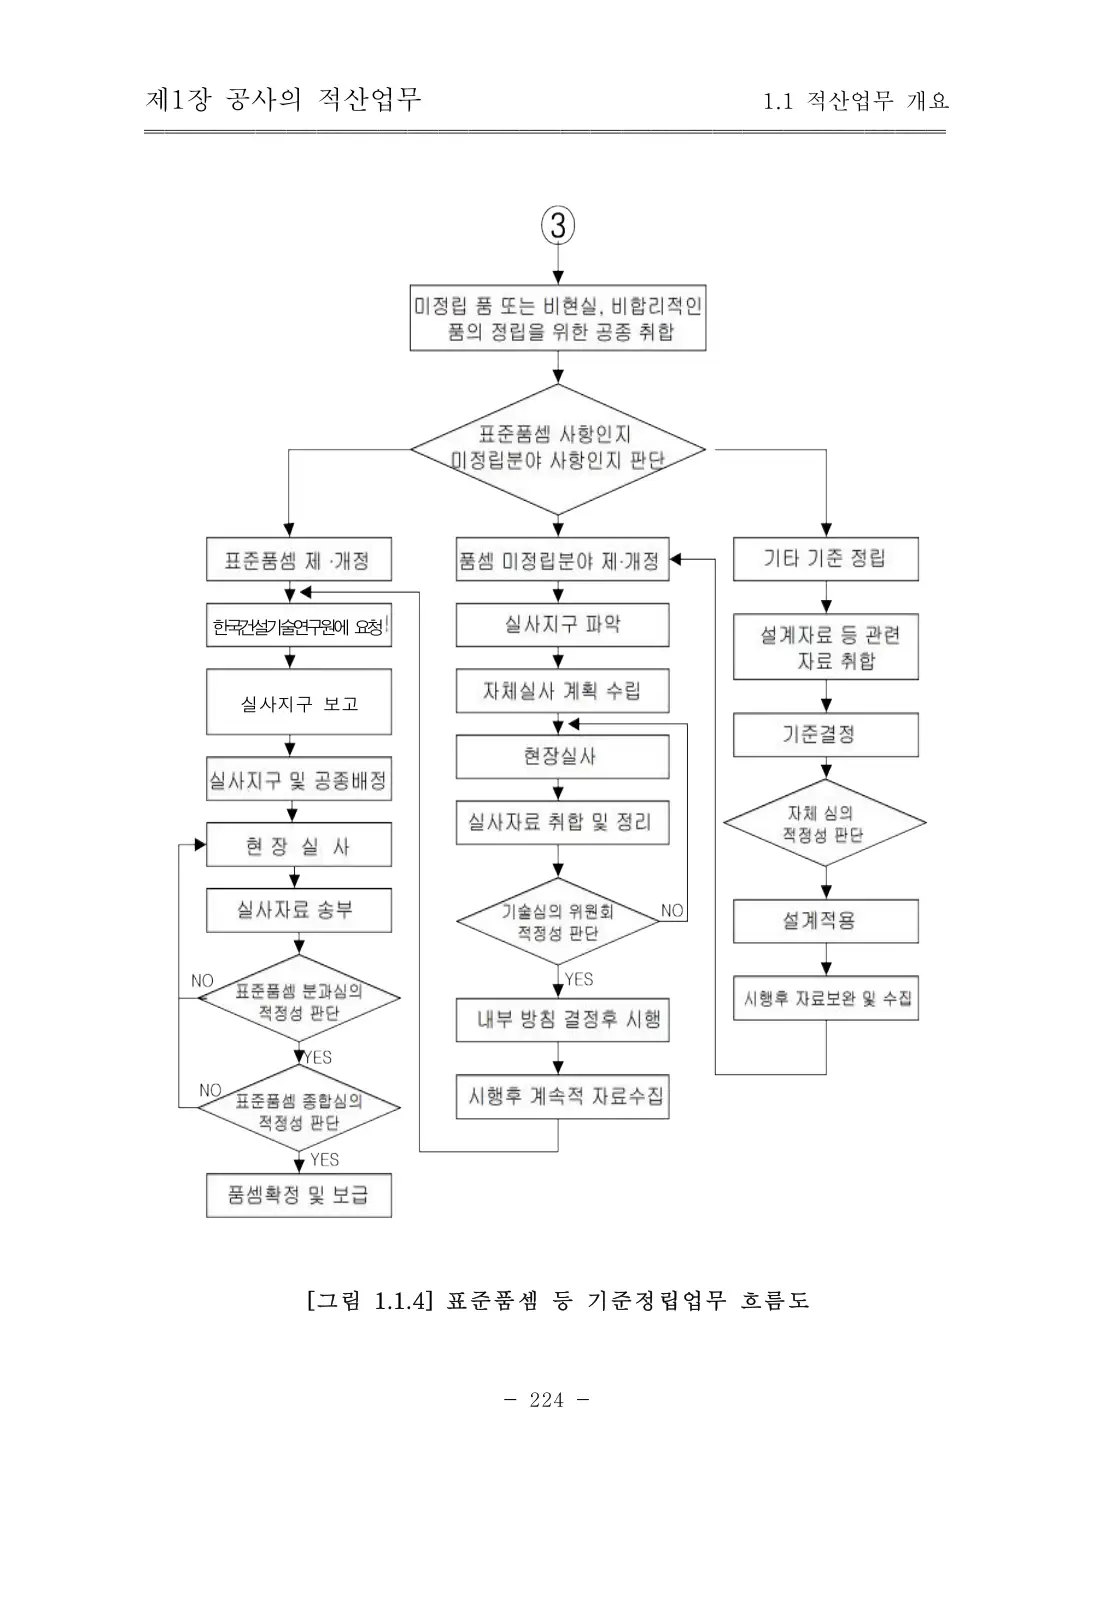 제1장 공사의 적산업무
1.1 적산업무 개요
③
미정립 품 또는 비현실, 비합리적인
품의 정립을 위한 공종 취합
표준품셈 사항인지
미정립분야 사항인지 판단
표준품셈 제 ·개정
한국건설기술연구원에 요청
실사지구 보고
실사지구 및 공종배정
현 장 실 사
실사자료 송부
NO
표준품셈 분과심의
적정성 판단
YES
NO
표준품셈 종합심의
적정성 판단
YES
품셈확정 및 보급
품셈 미정립분야 제·개정
실사지구 파악
자체실사 계획 수립
현장실사
실사자료 취합 및 정리
기술심의 위원회
적정성 판단
NO
YES
내부 방침 결정후 시행
시행후 계속적 자료수집
기타 기준 정립
설계자료 등 관련
자료 취합
기준결정
자체 심의
적정성 판단
설계적용
시행후 자료보완 및 수집
[그림 1.1.4] 표준품셈 등 기준정립업무 흐름도
- 224 -